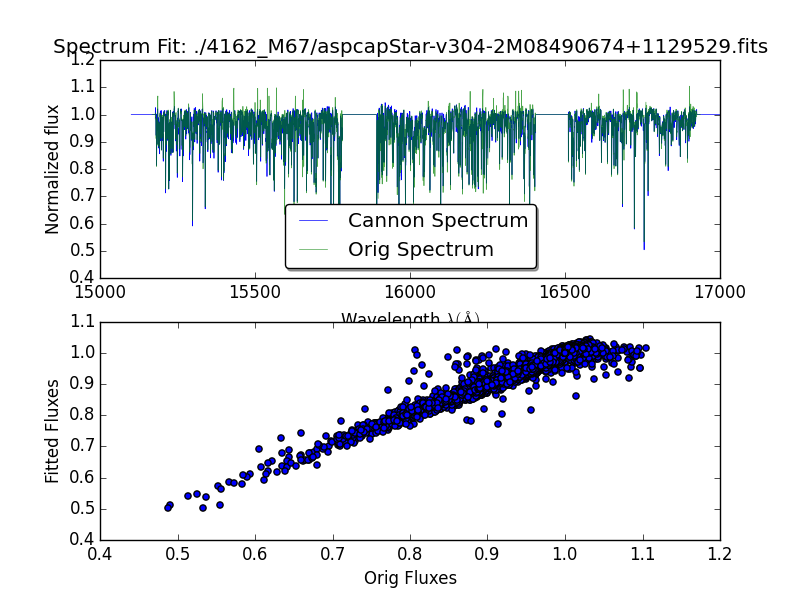 Spectrum Fit: ./4162_M67/aspcapStar-v304-2M08490674+1129529.fits
1.2
1.1
1.0
0.9
0.8
0.7
0.6
0.5
0.4
Normalized flux
Cannon Spectrum
Orig Spectrum
15000 15500 16000 16500 17000
Wavelength λ(Å)
1.1
1.0
0.9
0.8
0.7
0.6
0.5
0.4
Fitted Fluxes
0.4 0.5 0.6 0.7 0.8 0.9 1.0 1.1 1.2
Orig Fluxes